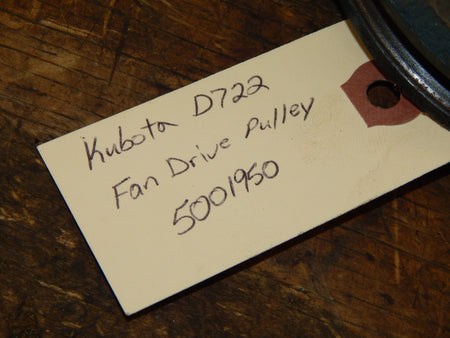 Kubota D722
Fan Drive Pulley
5001950